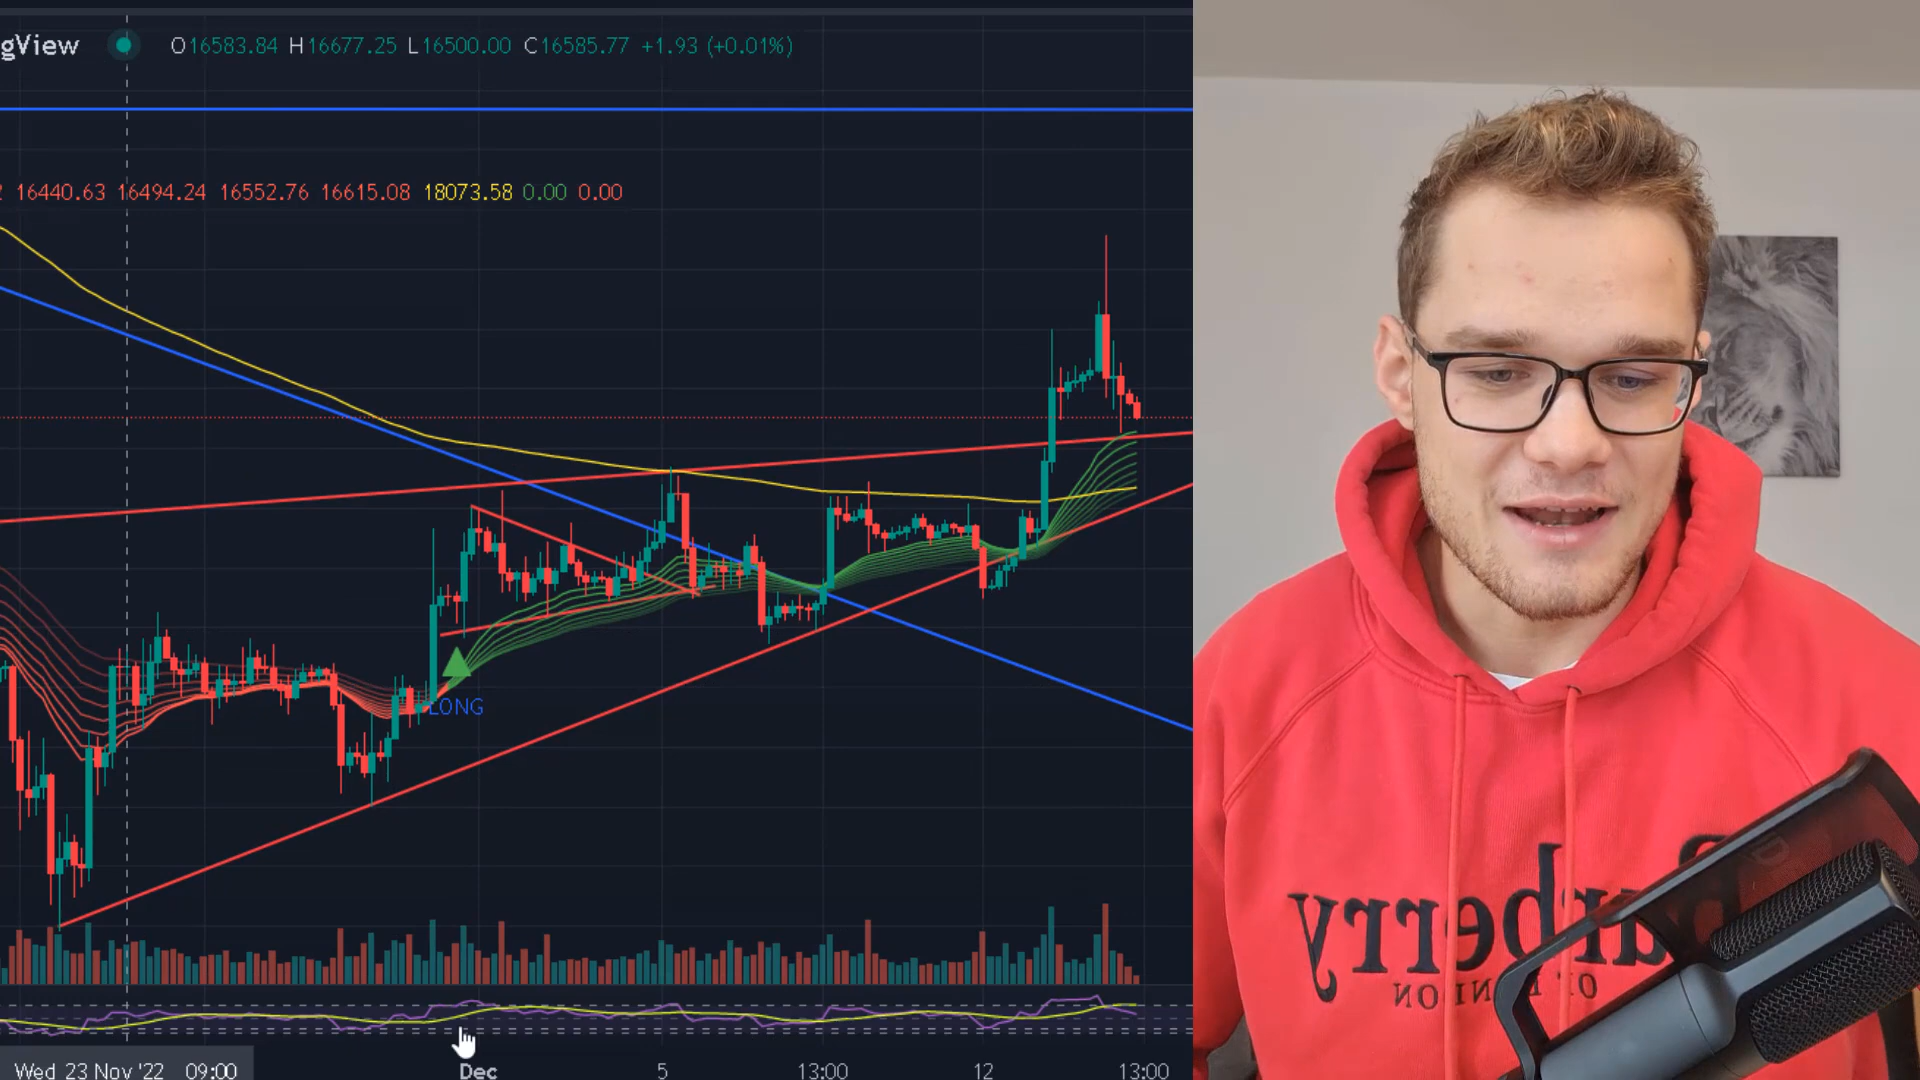 gView O16583.84 H16677.25 L16500.00 C16585.77 +1.93 (+0.01%)
16440.63 16494.24 16552.76 16615.08 18073.58 0.00 0.00
LONG
Wed 23 Nov '22 09:00 Dec 5 13:00 12 13:00